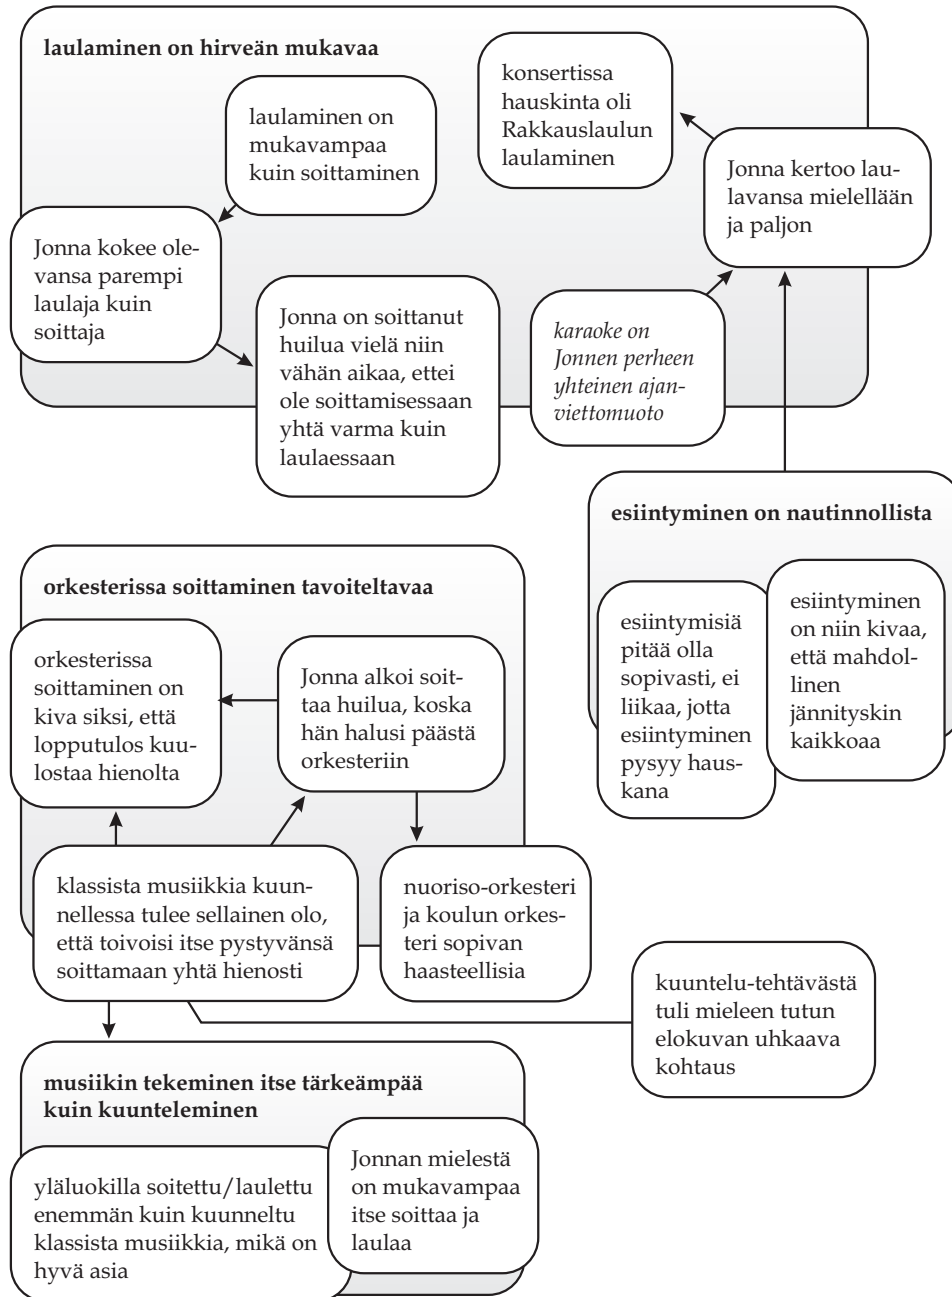 laulaminen on hirveän mukavaa
laulaminen on
mukavampaa
kuin soittaminen
konsertissa
hauskinta oli
Rakkauslaulun
laulaminen
Jonna kertoo lau-
lavansa mielellään
ja paljon
Jonna kokee ole-
vansa parempi
laulaja kuin
soittaja
Jonna on soittanut
huilua vielä niin
vähän aikaa, ettei
ole soittamisessaan
yhtä varma kuin
laulaessaan
karaoke on
Jonnen perheen
yhteinen ajan-
viettomuoto
esiintyminen on nautinnollista
esiintymisiä
pitää olla
sopivasti, ei
liikaa, jotta
esiintyminen
pysyy haus-
kana
esiintyminen
on niin kivaa,
että mahdol-
linen
jännityskin
kaikkoaa
orkesterissa soittaminen tavoiteltavaa
orkesterissa
soittaminen on
kiva siksi, että
lopputulos kuu-
lostaa hienolta
Jonna alkoi soit-
taa huilua, koska
hän halusi päästä
orkesteriin
klassista musiikkia kuun-
nellessa tulee sellainen olo,
että toivoisi itse pystyvänsä
soittamaan yhtä hienosti
nuoriso-orkesteri
ja koulun orkes-
teri sopivan
haasteellisia
kuuntelu-tehtävästä
tuli mieleen tutun
elokuvan uhkaava
kohtaus
musiikin tekeminen itse tärkeämpää
kuin kuunteleminen
yläluokilla soitettu/laulettu
enemmän kuin kuunneltu
klassista musiikkia, mikä on
hyvä asia
Jonnan mielestä
on mukavampaa
itse soittaa ja
laulaa